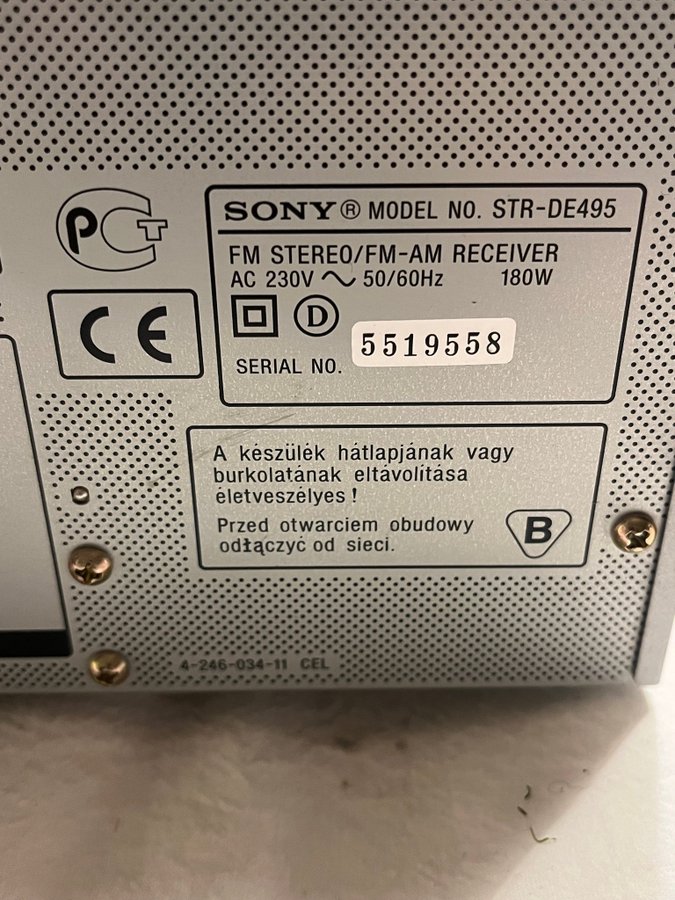 PCT
SONY® MODEL NO. STR-DE495
FM STEREO/FM-AM RECEIVER
AC 230V ~ 50/60Hz 180W
D
SERIAL NO. 5519558
CE
A készülék hátlapjának vagy
burkolatának eltávolítása
életveszélyes !
Przed otwarciem obudowy
odłączyć od sieci.
B
4-246-034-11 CEL